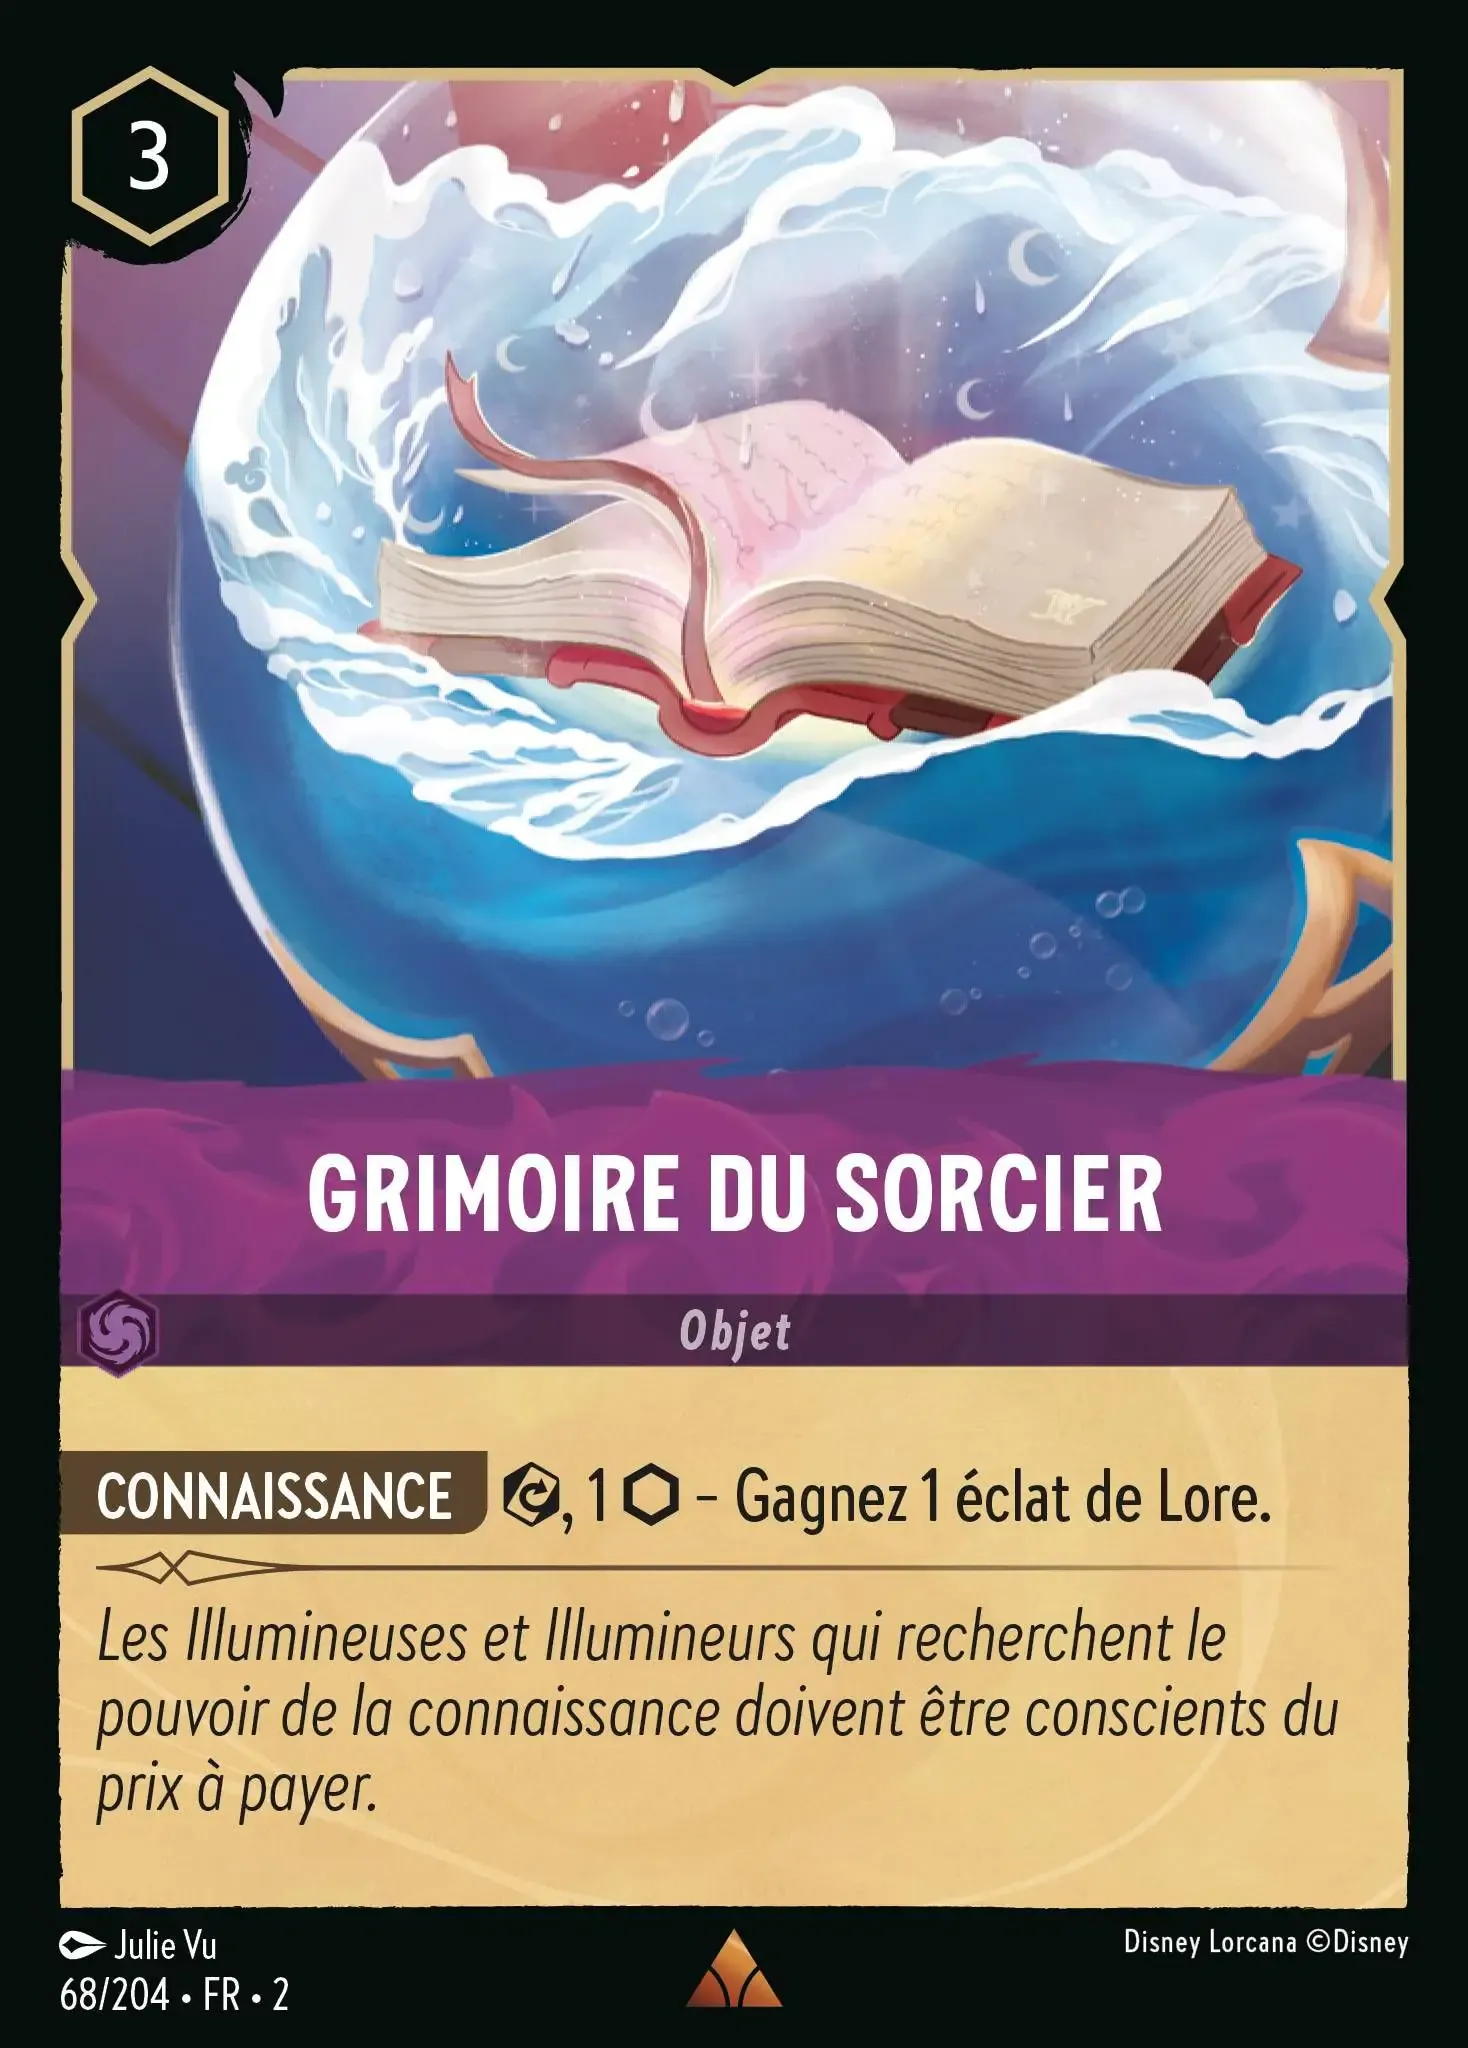 3
GRIMOIRE DU SORCIER
Objet
CONNAISSANCE , 1 – Gagnez 1 éclat de Lore.
Les Illumineuses et Illumineurs qui recherchent le
pouvoir de la connaissance doivent être conscients du
prix à payer.
Julie Vu
Disney Lorcana ©Disney
68/204 • FR • 2